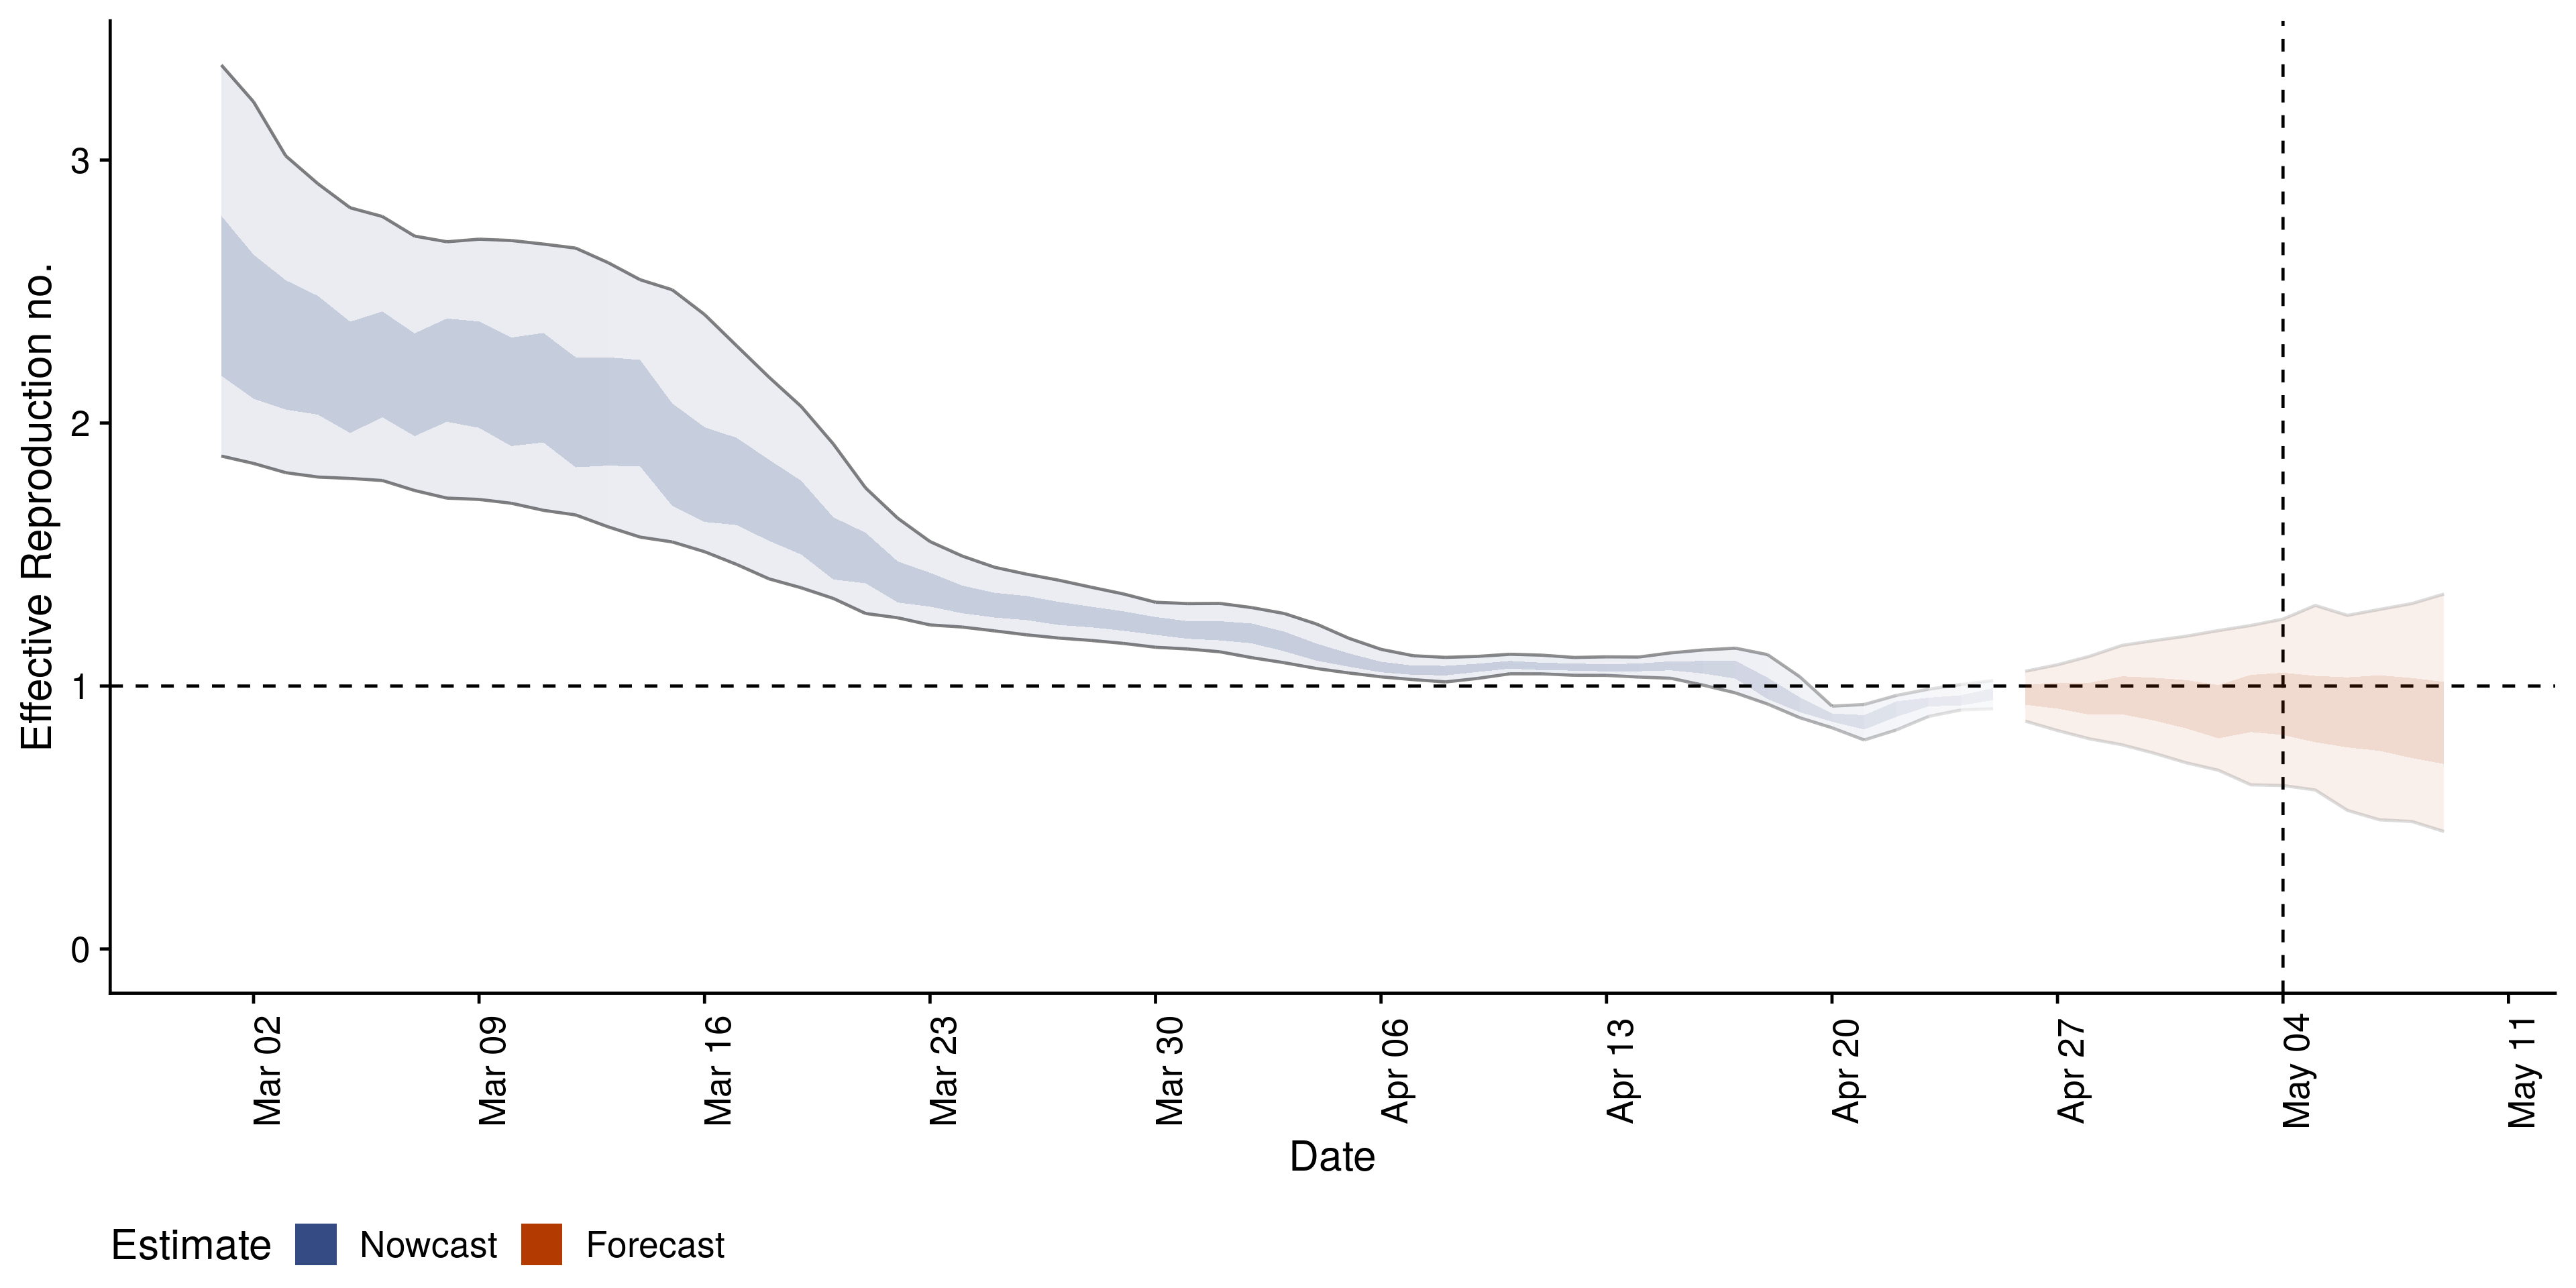 Effective Reproduction no.
3
2
1
0
Mar 02
Mar 09
Mar 16
Mar 23
Mar 30
Apr 06
Apr 13
Apr 20
Apr 27
May 04
May 11
Date
Estimate Nowcast Forecast